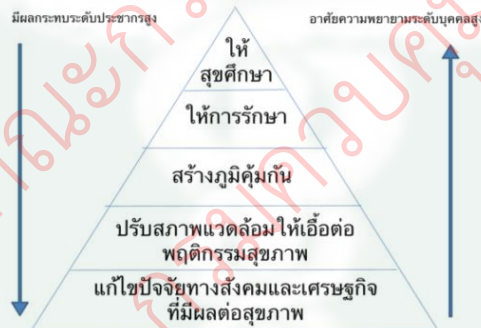 มีผลกระทบระดับประชากรสูง
อาศัยความพยายามระดับบุคคลสูง
ให้
สุขศึกษา
ให้การรักษา
สร้างภูมิคุ้มกัน
ปรับสภาพแวดล้อมให้เอื้อต่อ
พฤติกรรมสุขภาพ
แก้ไขปัจจัยทางสังคมและเศรษฐกิจ
ที่มีผลต่อสุขภาพ